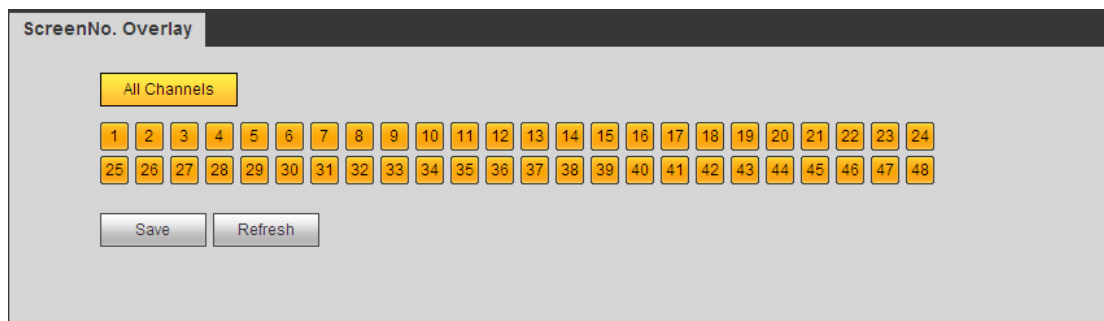 ScreenNo. Overlay
All Channels
1 2 3 4 5 6 7 8 9 10 11 12 13 14 15 16 17 18 19 20 21 22 23 24
25 26 27 28 29 30 31 32 33 34 35 36 37 38 39 40 41 42 43 44 45 46 47 48
Save Refresh